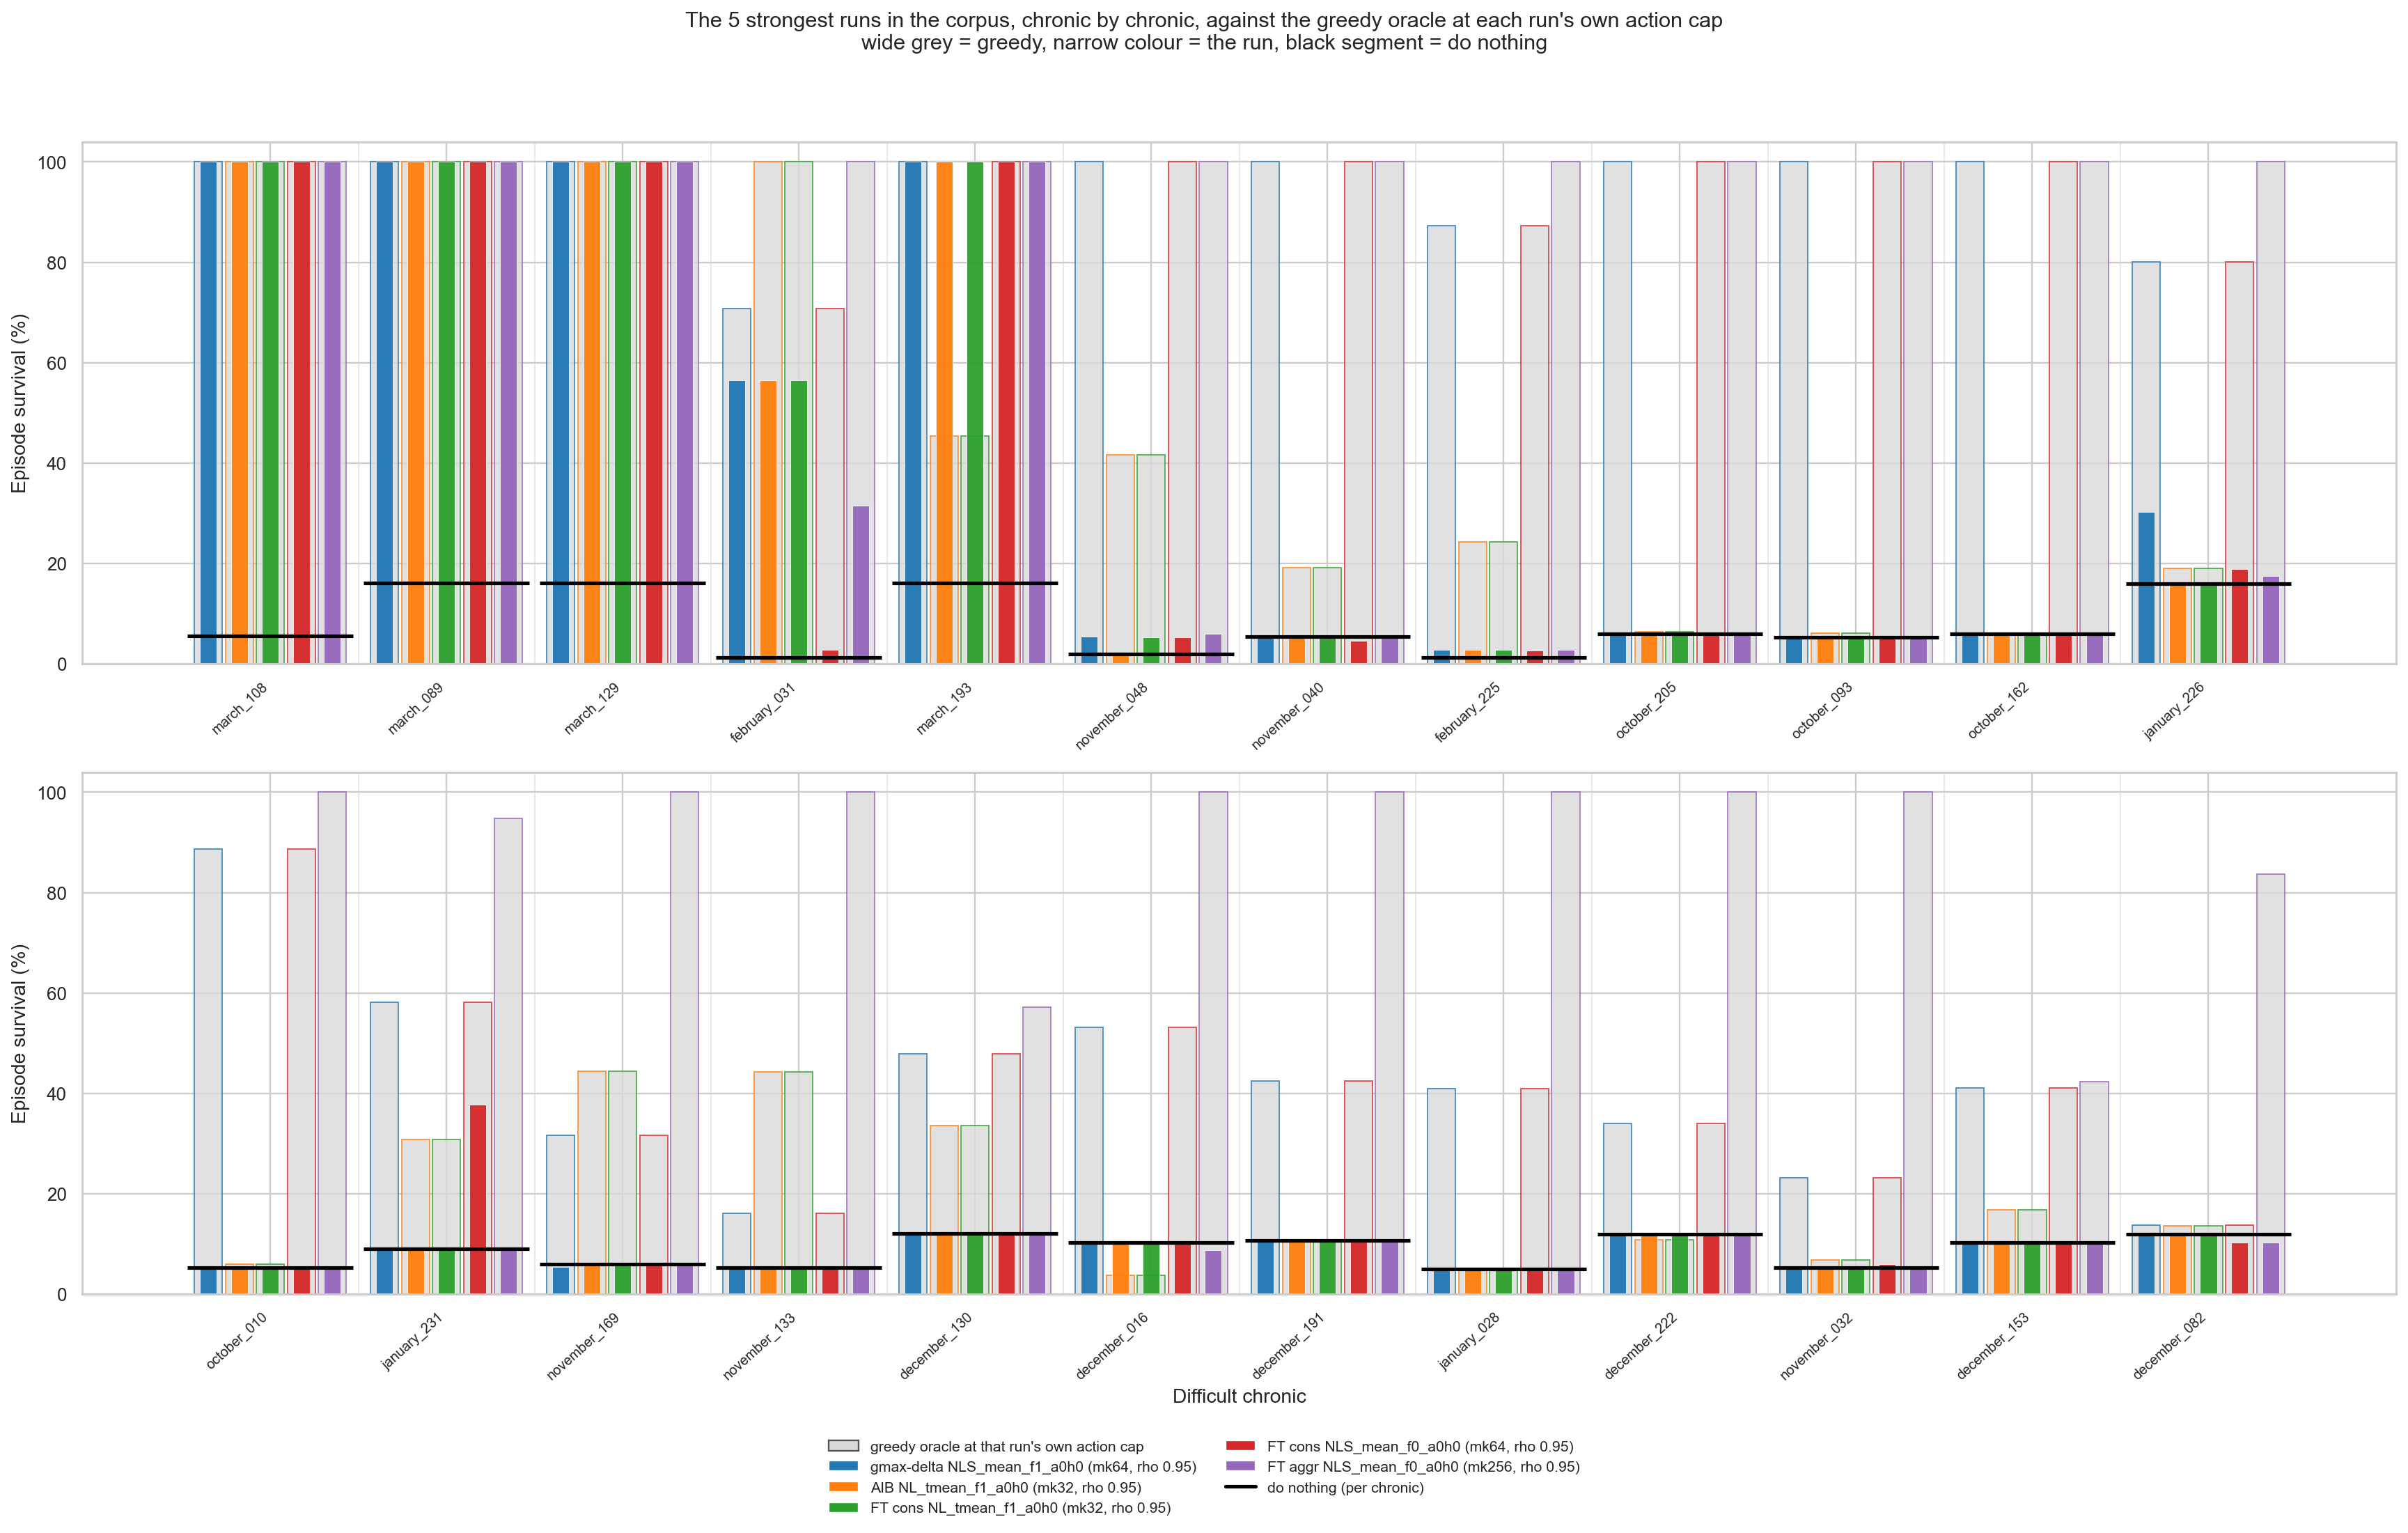 The 5 strongest runs in the corpus, chronic by chronic, against the greedy oracle at each run's own action cap
wide grey = greedy, narrow colour = the run, black segment = do nothing
Episode survival (%)
100
80
60
40
20
0
march_108
march_089
march_129
february_031
march_193
november_048
november_040
february_225
october_205
october_093
october_162
january_226
Episode survival (%)
100
80
60
40
20
0
october_010
january_231
november_169
november_133
december_130
december_016
december_191
january_028
december_222
november_032
december_153
december_082
Difficult chronic
greedy oracle at that run's own action cap
gmax-delta NLS_mean_f1_a0h0 (mk64, rho 0.95)
AIB NL_tmean_f1_a0h0 (mk32, rho 0.95)
FT cons NL_tmean_f1_a0h0 (mk32, rho 0.95)
FT cons NLS_mean_f0_a0h0 (mk64, rho 0.95)
FT aggr NLS_mean_f0_a0h0 (mk256, rho 0.95)
do nothing (per chronic)